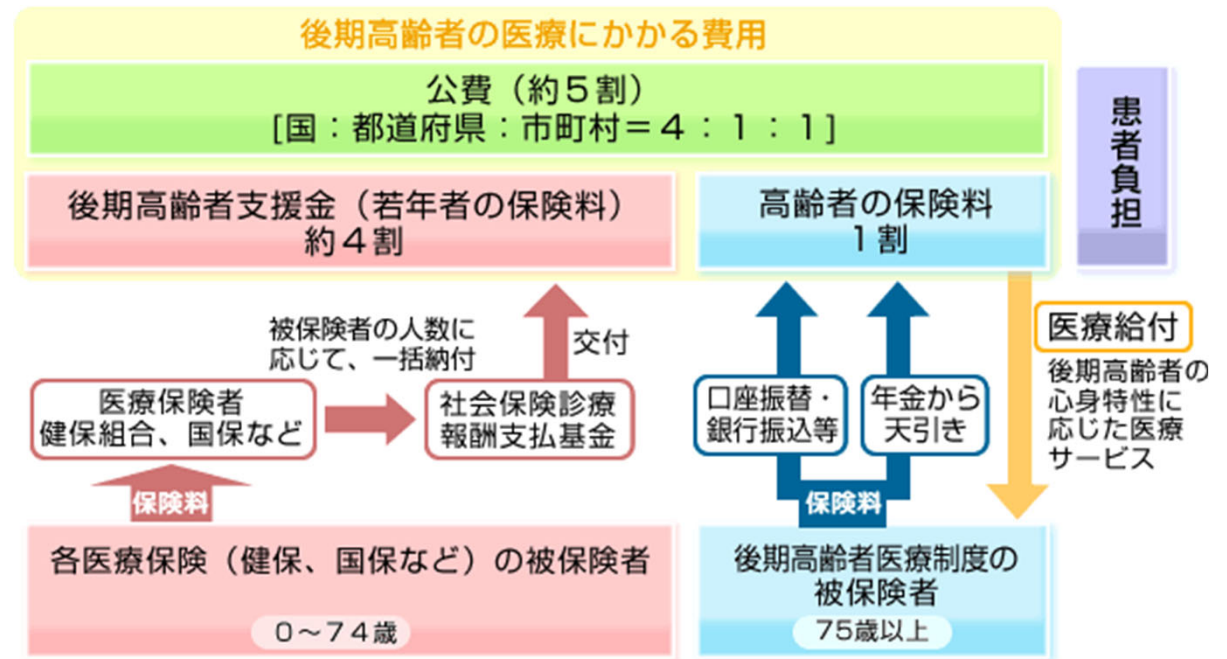 後期高齢者の医療にかかる費用
公費（約５割）
[国：都道府県：市町村＝４：１：１]
患者負担
後期高齢者支援金（若年者の保険料）
約４割
高齢者の保険料
１割
被保険者の人数に
応じて、一括納付
交付
医療保険者
健保組合、国保など
社会保険診療
報酬支払基金
口座振替・
銀行振込等
年金から
天引き
医療給付
後期高齢者の
心身特性に
応じた医療
サービス
保険料
保険料
各医療保険（健保、国保など）の被保険者
０～７４歳
後期高齢者医療制度の
被保険者
75歳以上